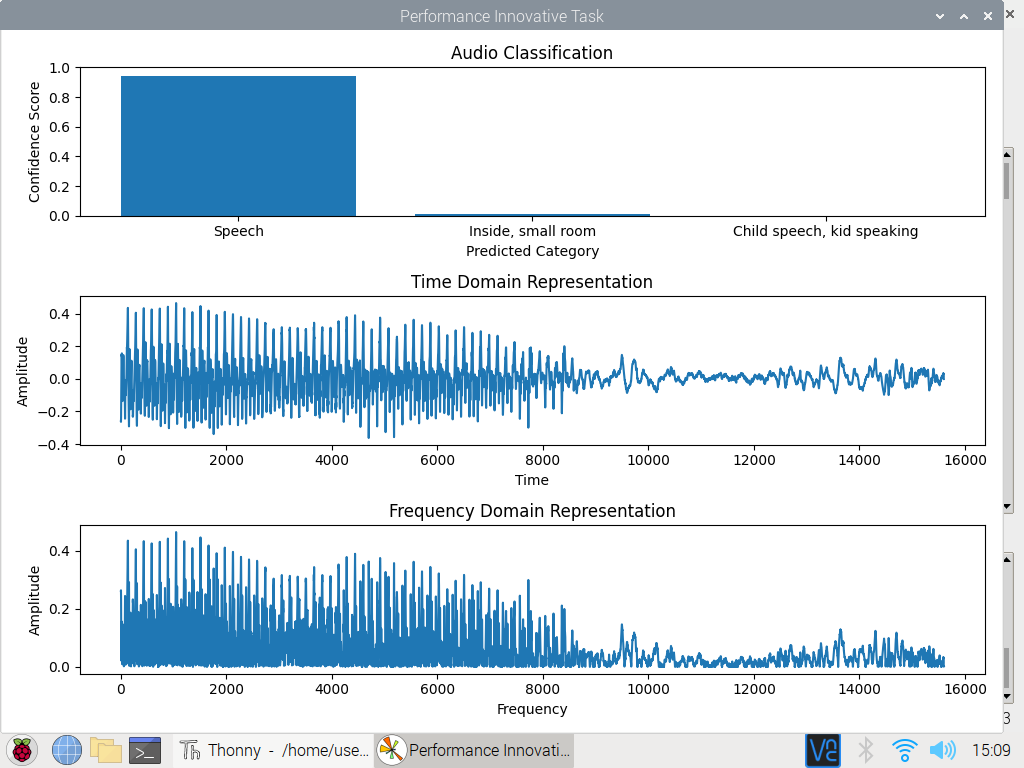 Performance Innovative Task
Audio Classification
Confidence Score
1.0
0.8
0.6
0.4
0.2
0.0
Speech
Inside, small room
Child speech, kid speaking
Predicted Category
Time Domain Representation
Amplitude
0.4
0.2
0.0
−0.2
−0.4
0 2000 4000 6000 8000 10000 12000 14000 16000
Time
Frequency Domain Representation
Amplitude
0.4
0.2
0.0
0 2000 4000 6000 8000 10000 12000 14000 16000
Frequency
3
>_ Th Thonny - /home/use... Performance Innovati... 15:09